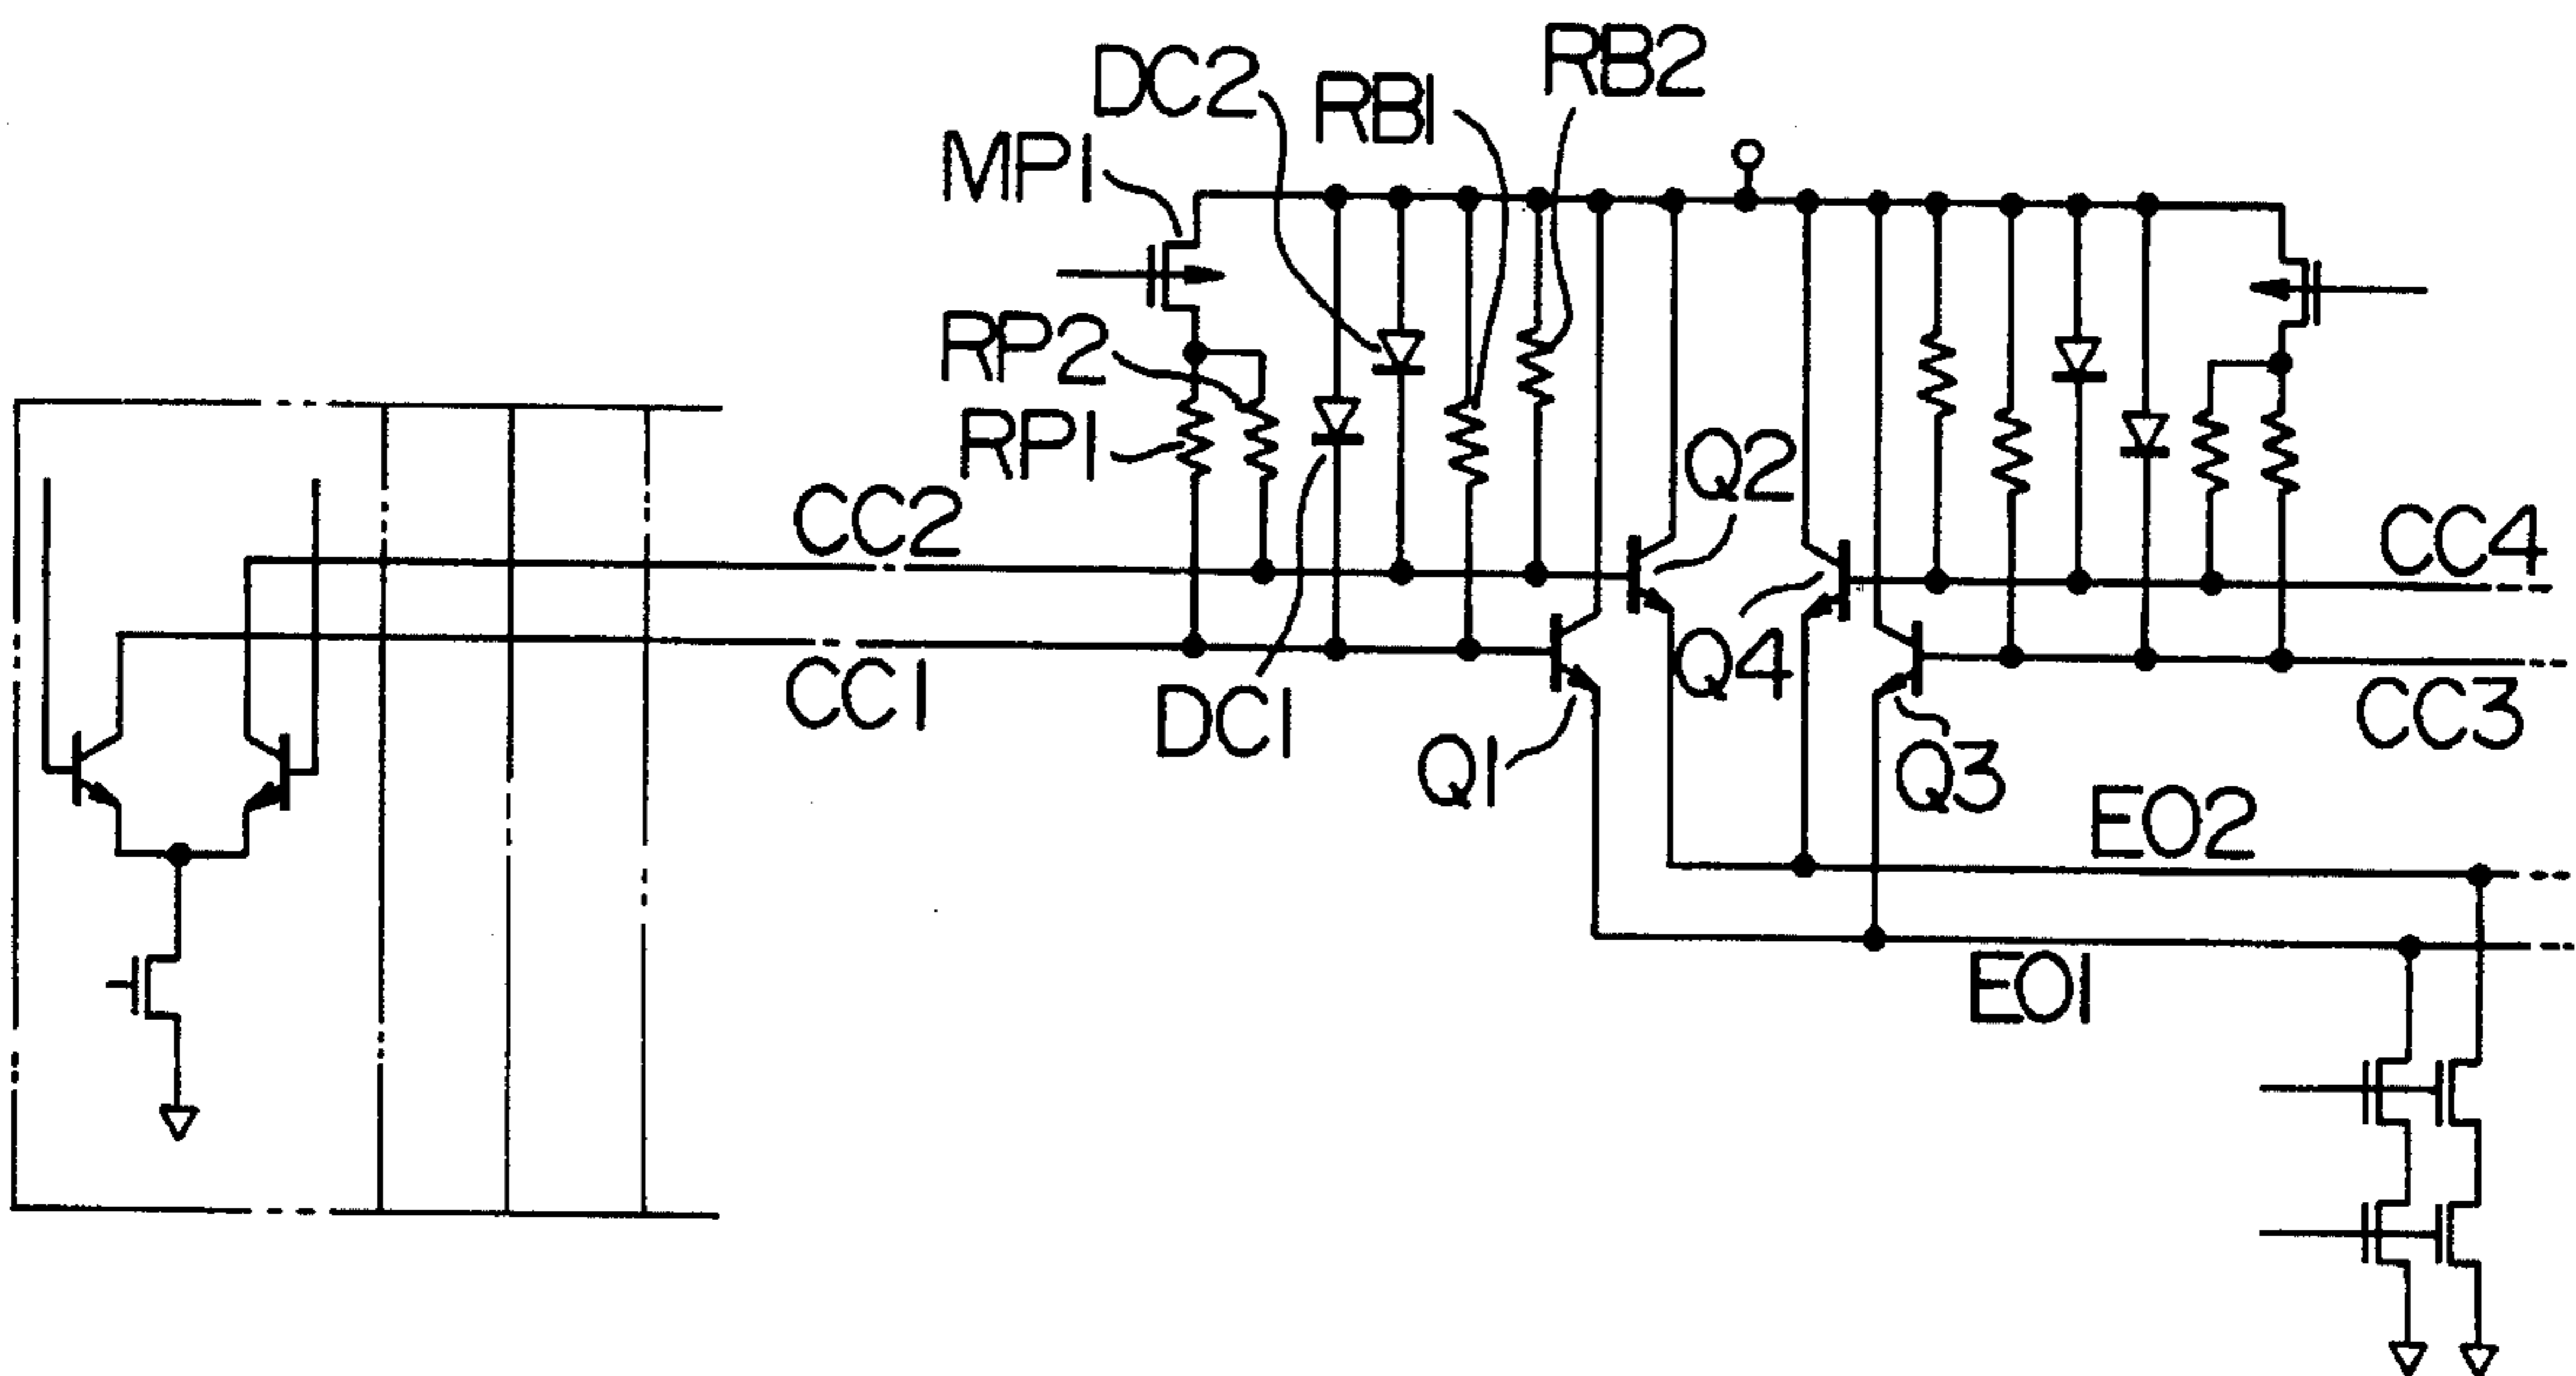 RB2
DC2
RB1
MP1
RP2
RP1
CC2
Q2
CC4
CC1
DC1
Q4
Q1
Q3
CC3
EO2
EO1